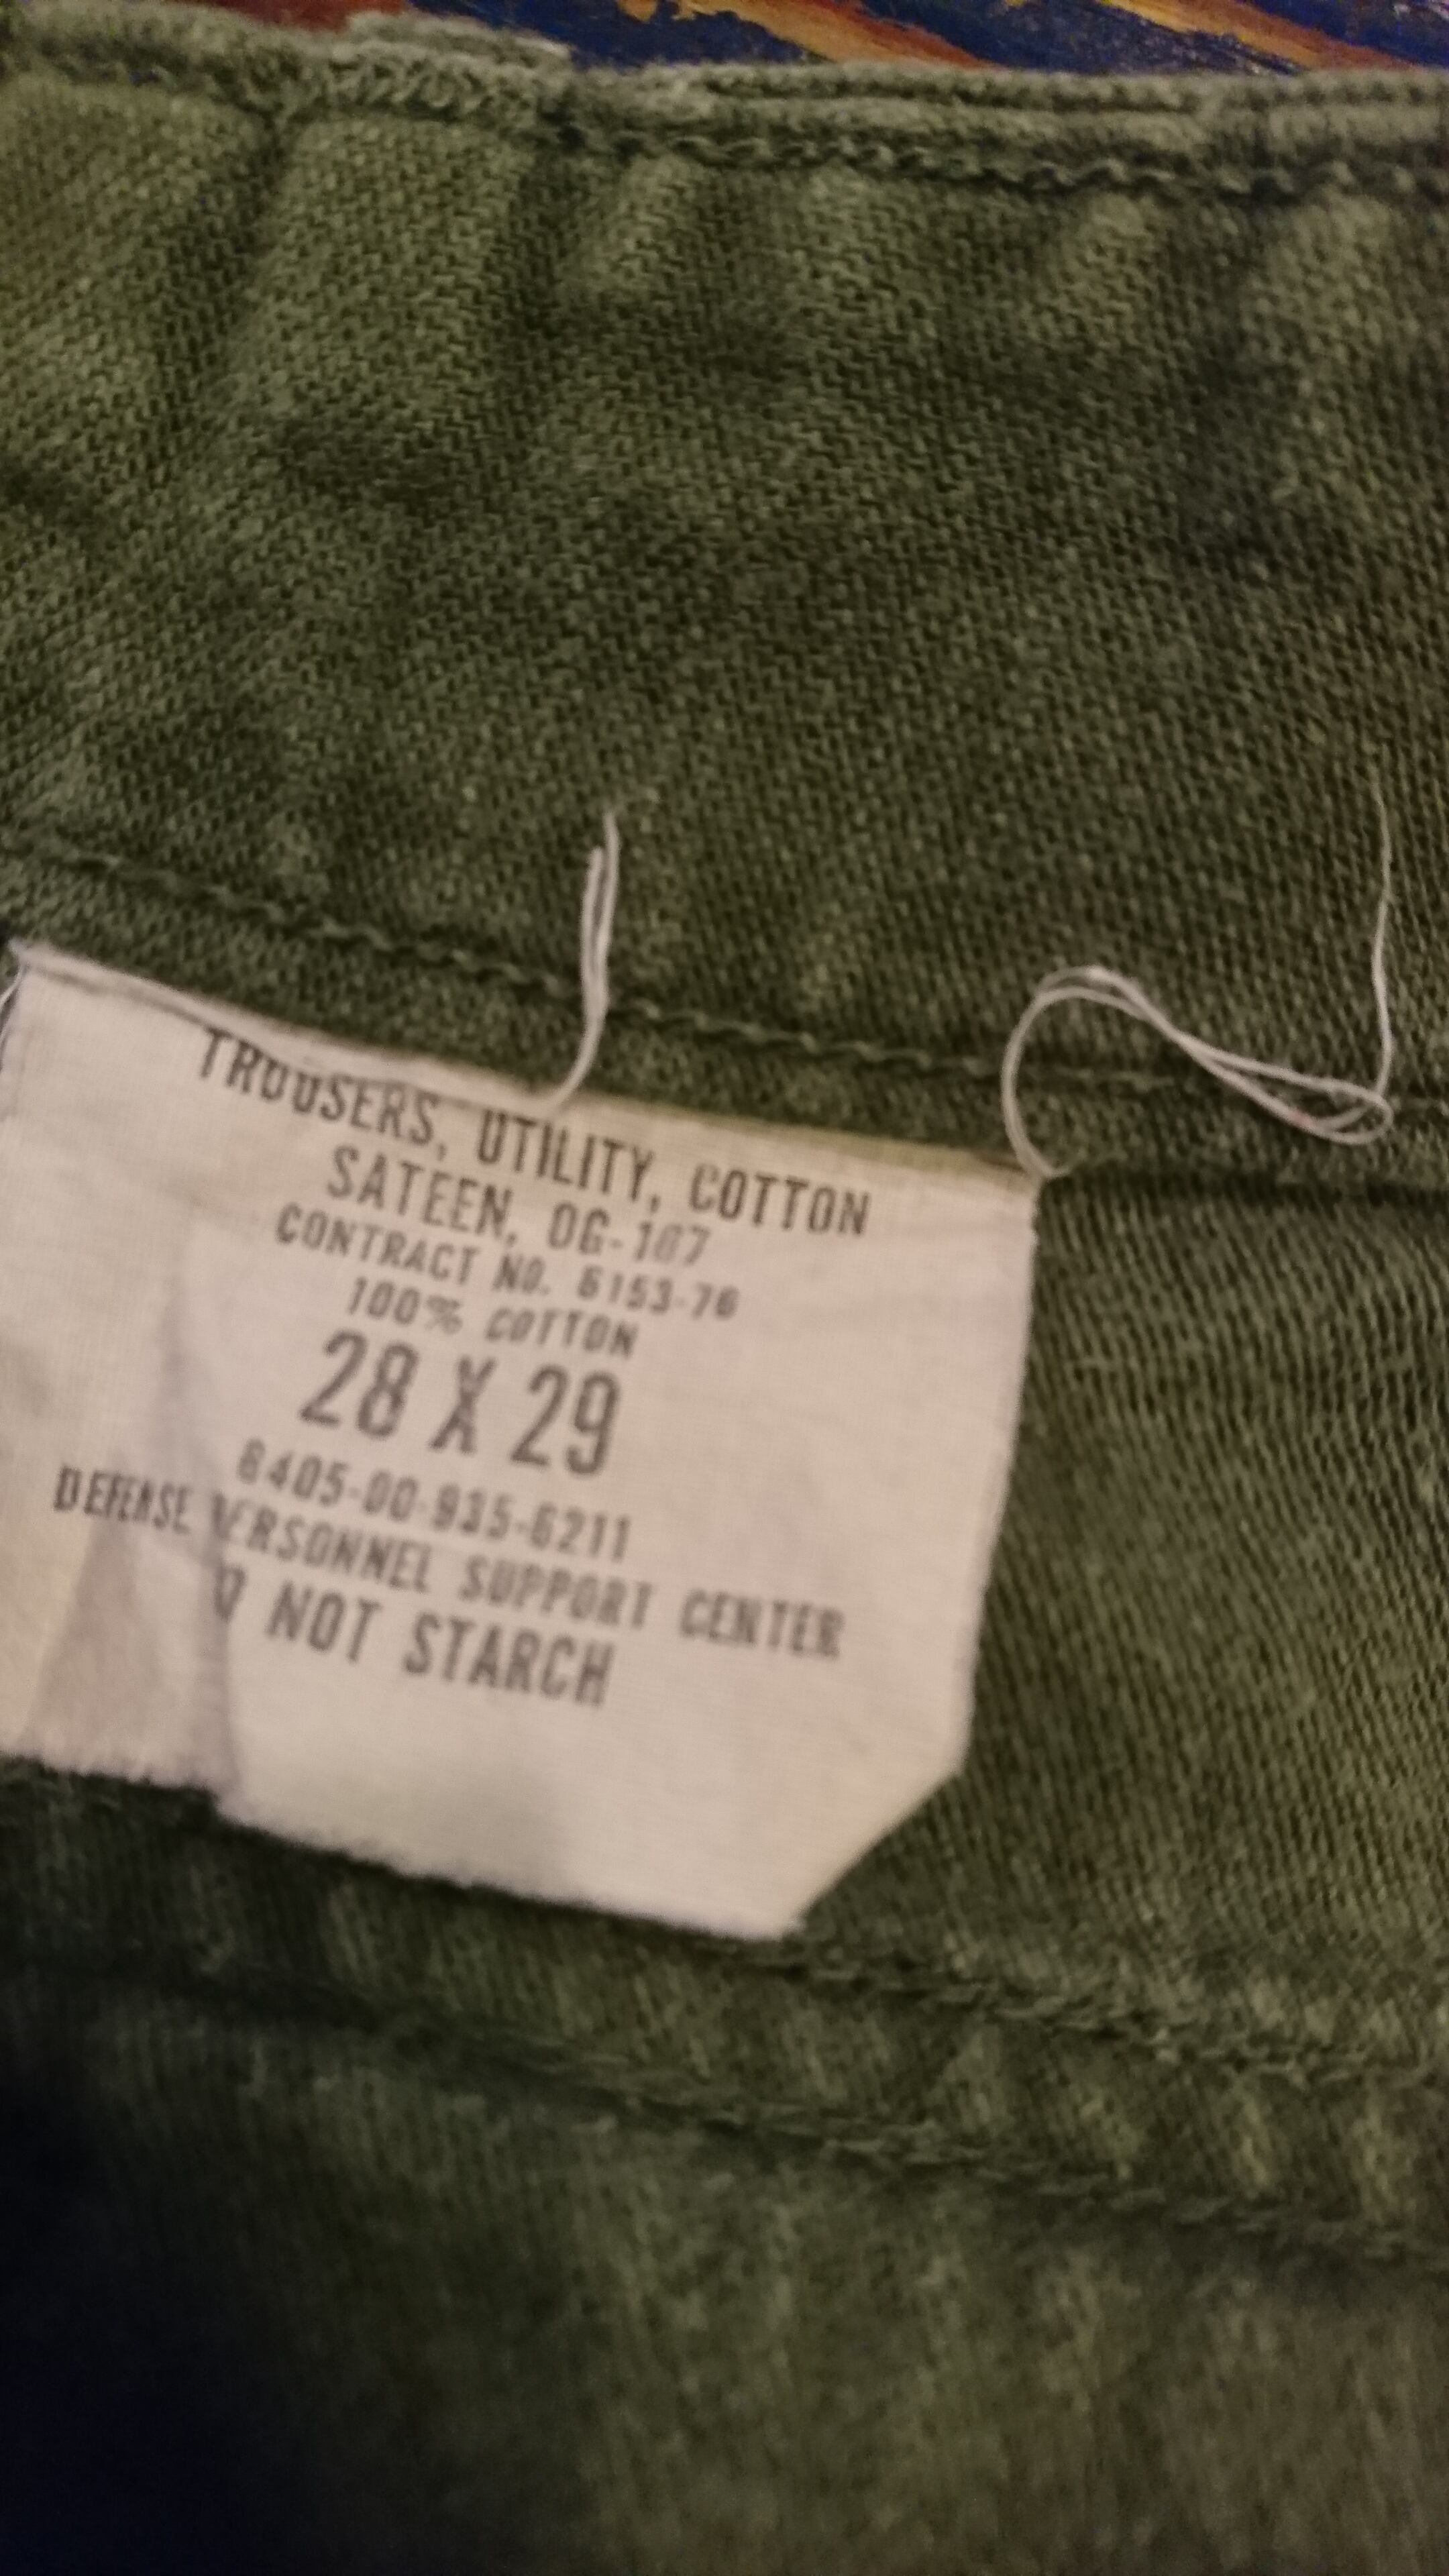 TROUSERS, UTILITY, COTTON
SATEEN, OG-107
CONTRACT NO. 6153-76
100% COTTON
28 X 29
8405-00-935-6211
DEFENSE PERSONNEL SUPPORT CENTER
DO NOT STARCH